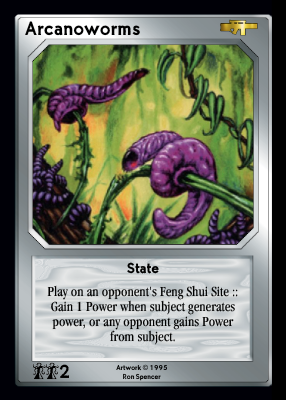 Arcanoworms
State
Play on an opponent's Feng Shui Site ::
Gain 1 Power when subject generates
power, or any opponent gains Power
from subject.
Artwork © 1995
Ron Spencer
2